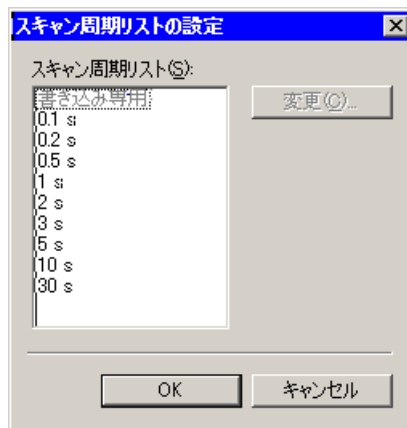 スキャン周期リストの設定
スキャン周期リスト(S):
書き込み専用
変更(C)...
0.1 s
0.2 s
0.5 s
1 s
2 s
3 s
5 s
10 s
30 s
OK
キャンセル